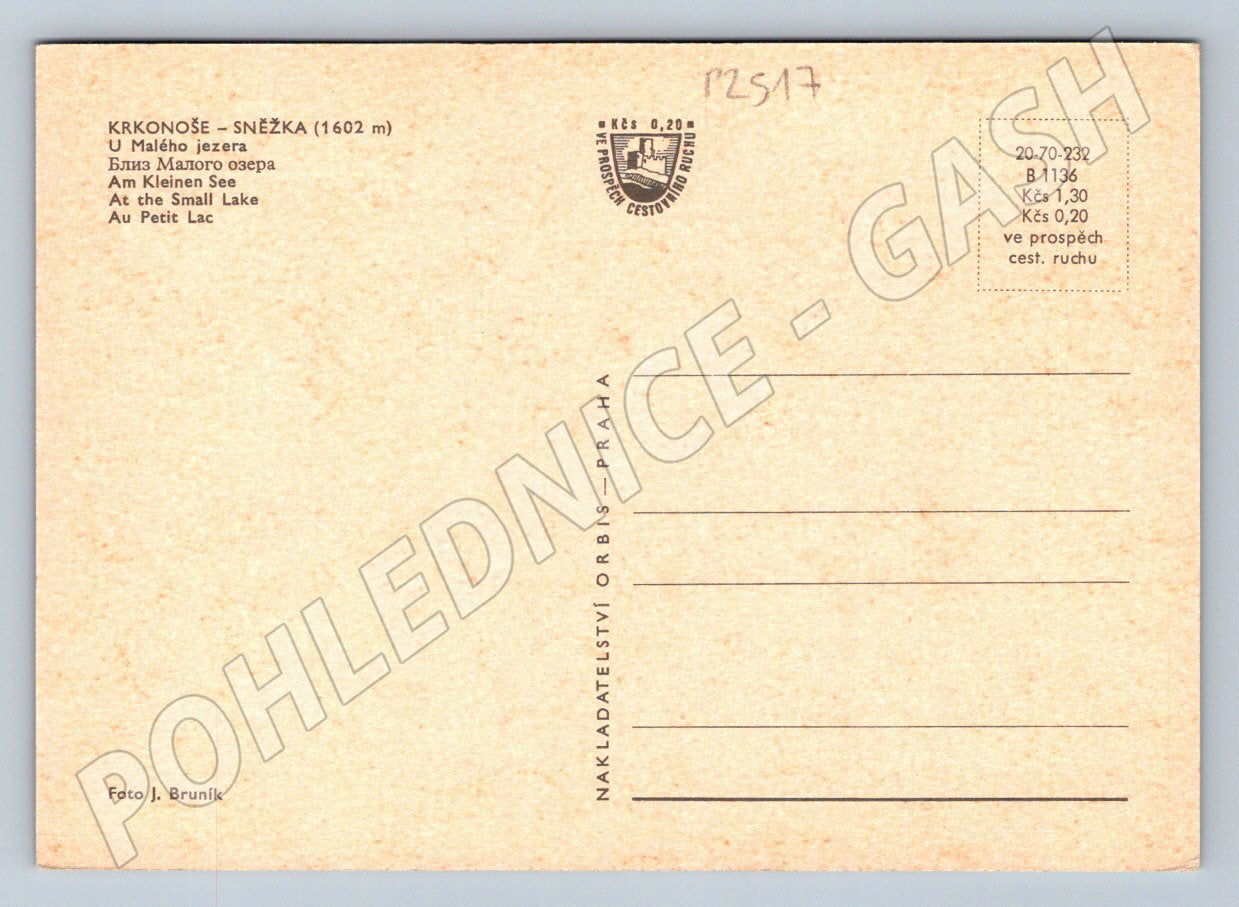 P2517
KRKONOŠE – SNĚŽKA (1602 m)
U Malého jezera
Близ Малого озера
Am Kleinen See
At the Small Lake
Au Petit Lac
Kčs 0,20
VE PROSPĚCH CESTOVNÍHO RUCHU
20-70-232
B 1136
Kčs 1,30
Kčs 0,20
ve prospěch
cest. ruchu
NAKLADATELSTVÍ ORBIS — PRAHA
Foto J. Bruník
POHLEDNICE - GASH